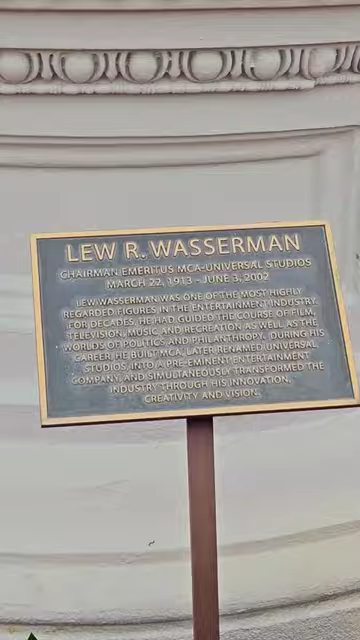 LEW R. WASSERMAN
CHAIRMAN EMERITUS MCA-UNIVERSAL STUDIOS
MARCH 22, 1913 - JUNE 3, 2002
LEW WASSERMAN WAS ONE OF THE MOST HIGHLY
REGARDED FIGURES IN THE ENTERTAINMENT INDUSTRY.
FOR DECADES, HE HAD GUIDED THE COURSE OF FILM,
TELEVISION, MUSIC, AND RECREATION AS WELL AS THE
WORLDS OF POLITICS AND PHILANTHROPY. DURING HIS
CAREER, HE BUILT MCA, LATER RENAMED UNIVERSAL
STUDIOS, INTO A PRE-EMINENT ENTERTAINMENT
COMPANY, AND SIMULTANEOUSLY TRANSFORMED THE
INDUSTRY THROUGH HIS INNOVATION,
CREATIVITY AND VISION.